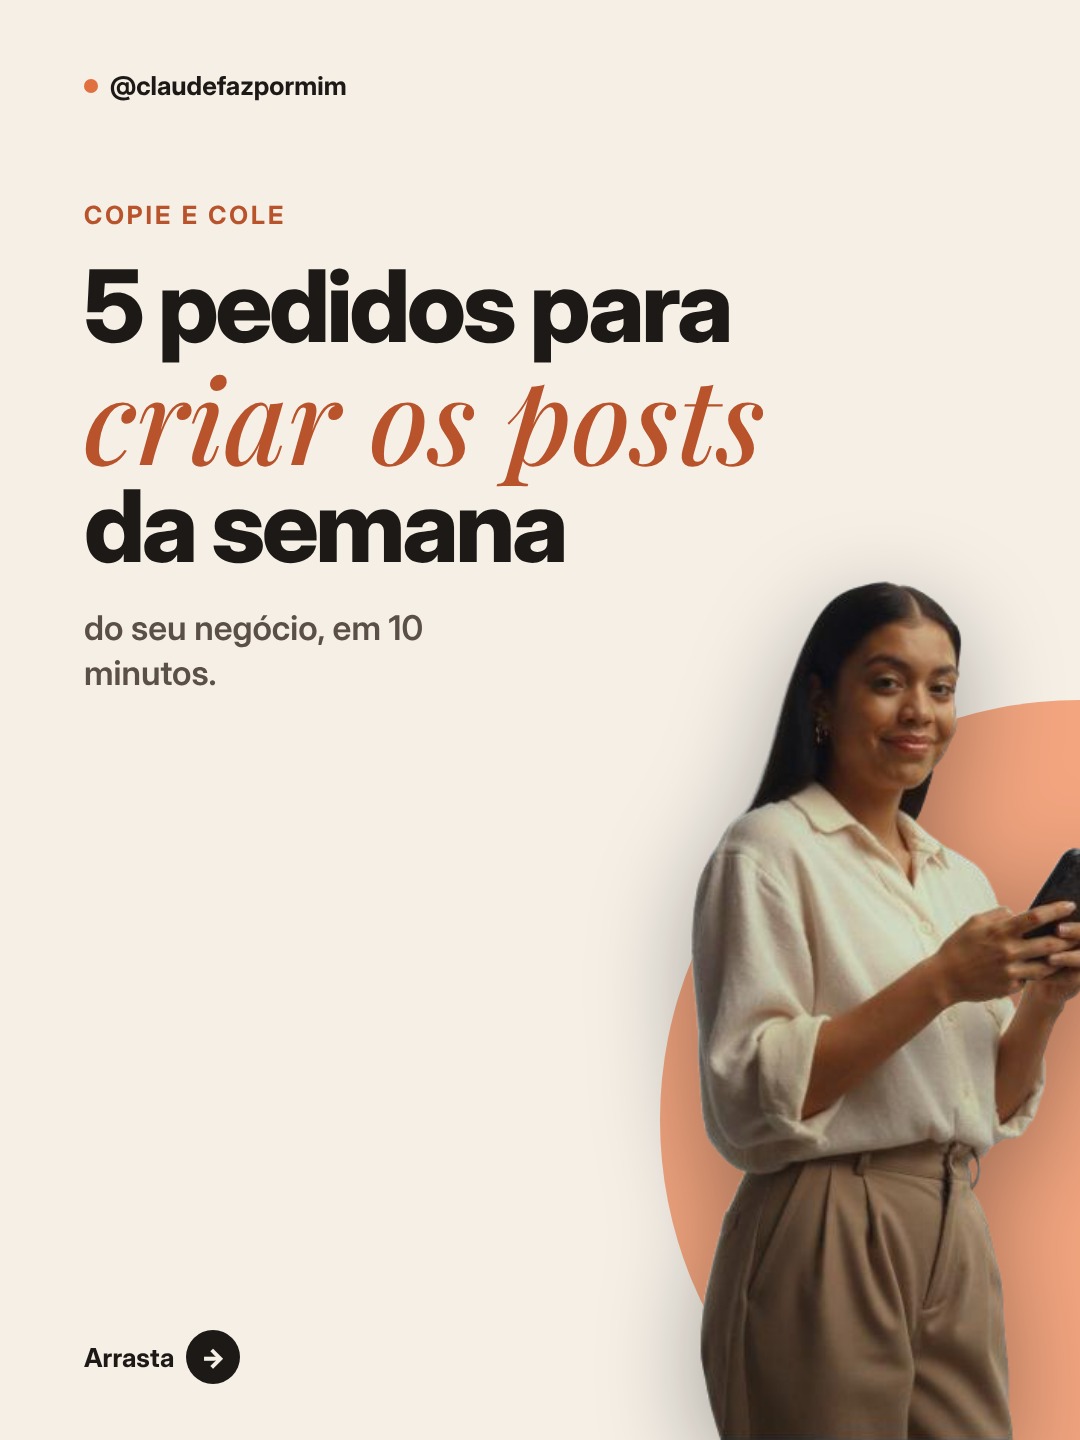 @claudefazpormim
COPIE E COLE
5 pedidos para
criar os posts
da semana
do seu negócio, em 10
minutos.
Arrasta